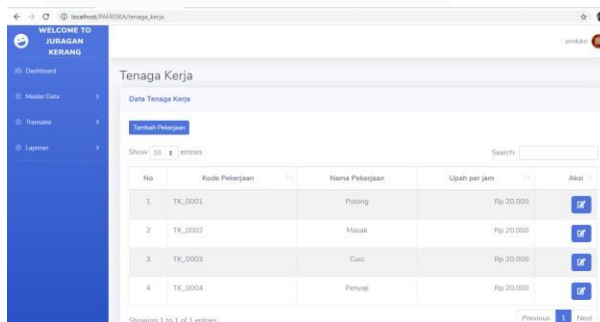 localhost/PAFRISKA/tenaga_kerja
WELCOME TO
JURAGAN
KERANG
produksi
Dashboard
Master Data
Transaksi
Laporan
Tenaga Kerja
Data Tenaga Kerja
Tambah Pekerjaan
Show 10 entries
Search:
No Kode Pekerjaan Nama Pekerjaan Upah per jam Aksi
1 TK_0001 Potong Rp 20.000
2 TK_0002 Masak Rp 20.000
3 TK_0003 Cuci Rp 20.000
4 TK_0004 Penyaji Rp 20.000
Showing 1 to 1 of 1 entries
Previous 1 Next